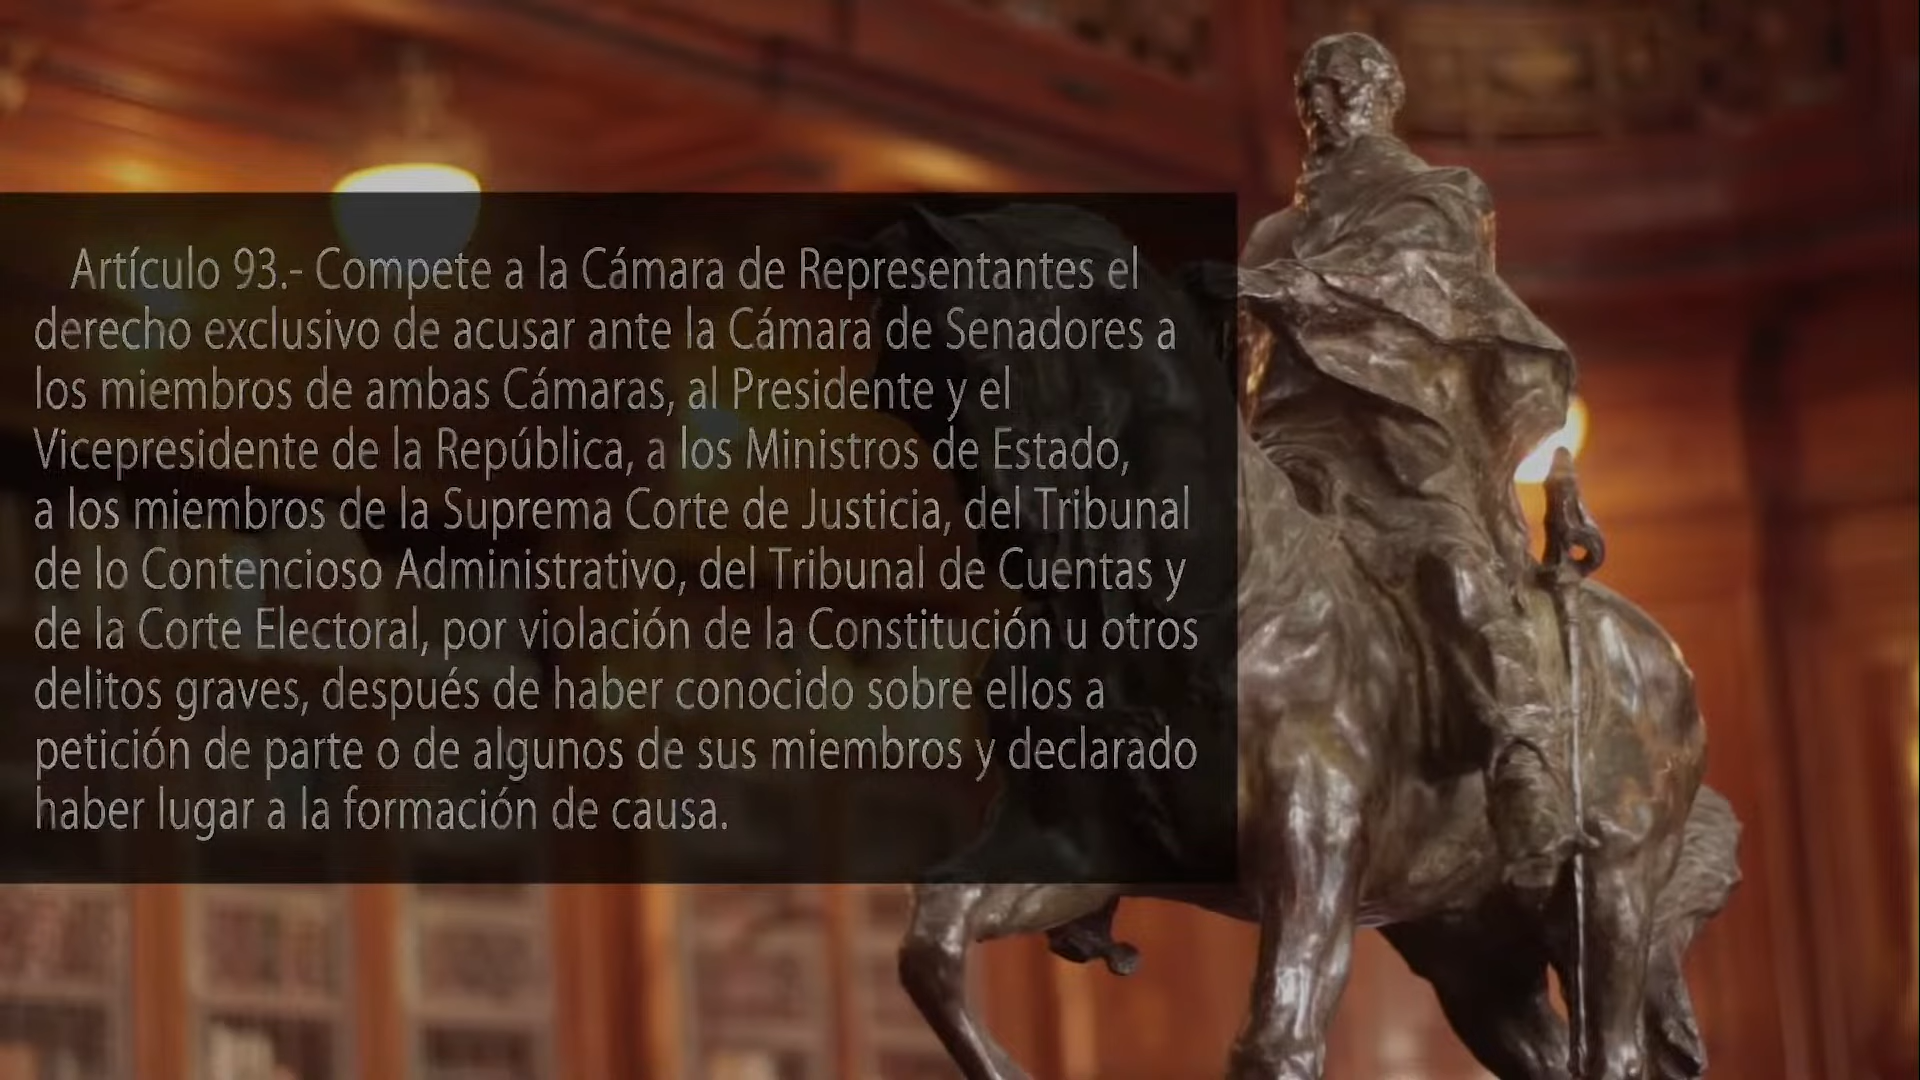 Artículo 93.- Compete a la Cámara de Representantes el
derecho exclusivo de acusar ante la Cámara de Senadores a
los miembros de ambas Cámaras, al Presidente y el
Vicepresidente de la República, a los Ministros de Estado,
a los miembros de la Suprema Corte de Justicia, del Tribunal
de lo Contencioso Administrativo, del Tribunal de Cuentas y
de la Corte Electoral, por violación de la Constitución u otros
delitos graves, después de haber conocido sobre ellos a
petición de parte o de algunos de sus miembros y declarado
haber lugar a la formación de causa.